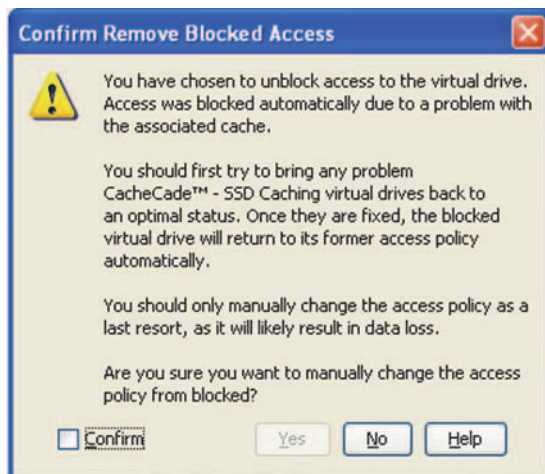 Confirm Remove Blocked Access
You have chosen to unblock access to the virtual drive.
Access was blocked automatically due to a problem with
the associated cache.
You should first try to bring any problem
CacheCade™ - SSD Caching virtual drives back to
an optimal status. Once they are fixed, the blocked
virtual drive will return to its former access policy
automatically.
You should only manually change the access policy as a
last resort, as it will likely result in data loss.
Are you sure you want to manually change the access
policy from blocked?
Confirm Yes No Help